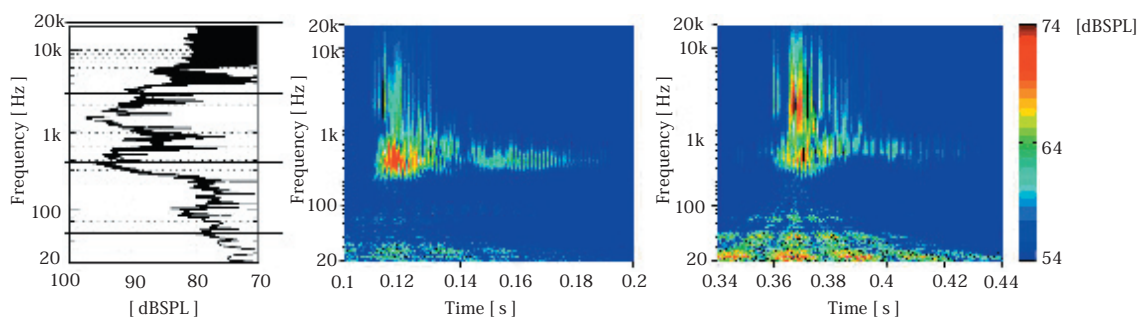 Frequency [ Hz]
20k
10k
1k
100
20
100 90 80 70
[ dBSPL]
Frequency [ Hz]
20k
10k
1k
100
20
0.1 0.12 0.14 0.16 0.2
Time [ s]
Frequency [ Hz]
20k
10k
1k
100
20
0.34 0.36 0.38 0.4 0.42 0.44
Time [ s]
74 [dBSPL]
64
54